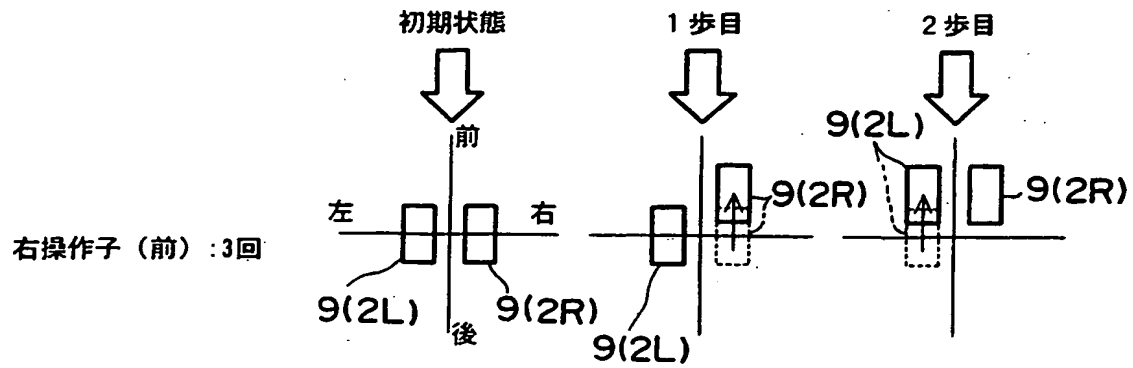 初期状態
1歩目
2歩目
前
左
右
後
右操作子（前）:3回
9(2L)
9(2R)
9(2L)
9(2R)
9(2L)
9(2R)